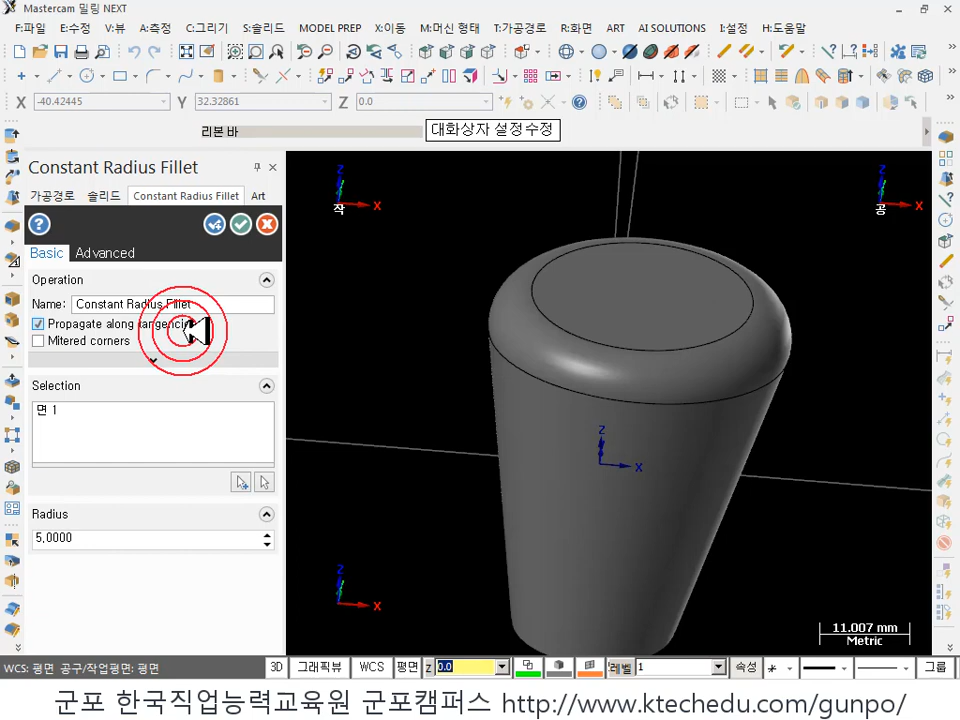 Mastercam 밀링 NEXT
F:파일 E:수정 V:뷰 A:측정 C:그리기 S:솔리드 MODEL PREP X:이동 M:머신 형태 T:가공경로 R:화면 ART AI SOLUTIONS I:설정 H:도움말
X -40.42445 Y 32.32861 Z 0.0
리본 바 대화상자 설정수정
Constant Radius Fillet
가공경로 솔리드 Constant Radius Fillet Art
Basic Advanced
Operation
Name: Constant Radius Fillet
Propagate along tangencies
Mitered corners
Selection
면 1
Radius
5,0000
Z
X
작
Z
X
공
Z
X
Z
X
11.007 mm
Metric
WCS: 평면 공구/작업평면: 평면 3D 그래픽뷰 WCS 평면 Z 0.0 레벨 1 속성 그룹
군포 한국직업능력교육원 군포캠퍼스 http://www.ktechedu.com/gunpo/